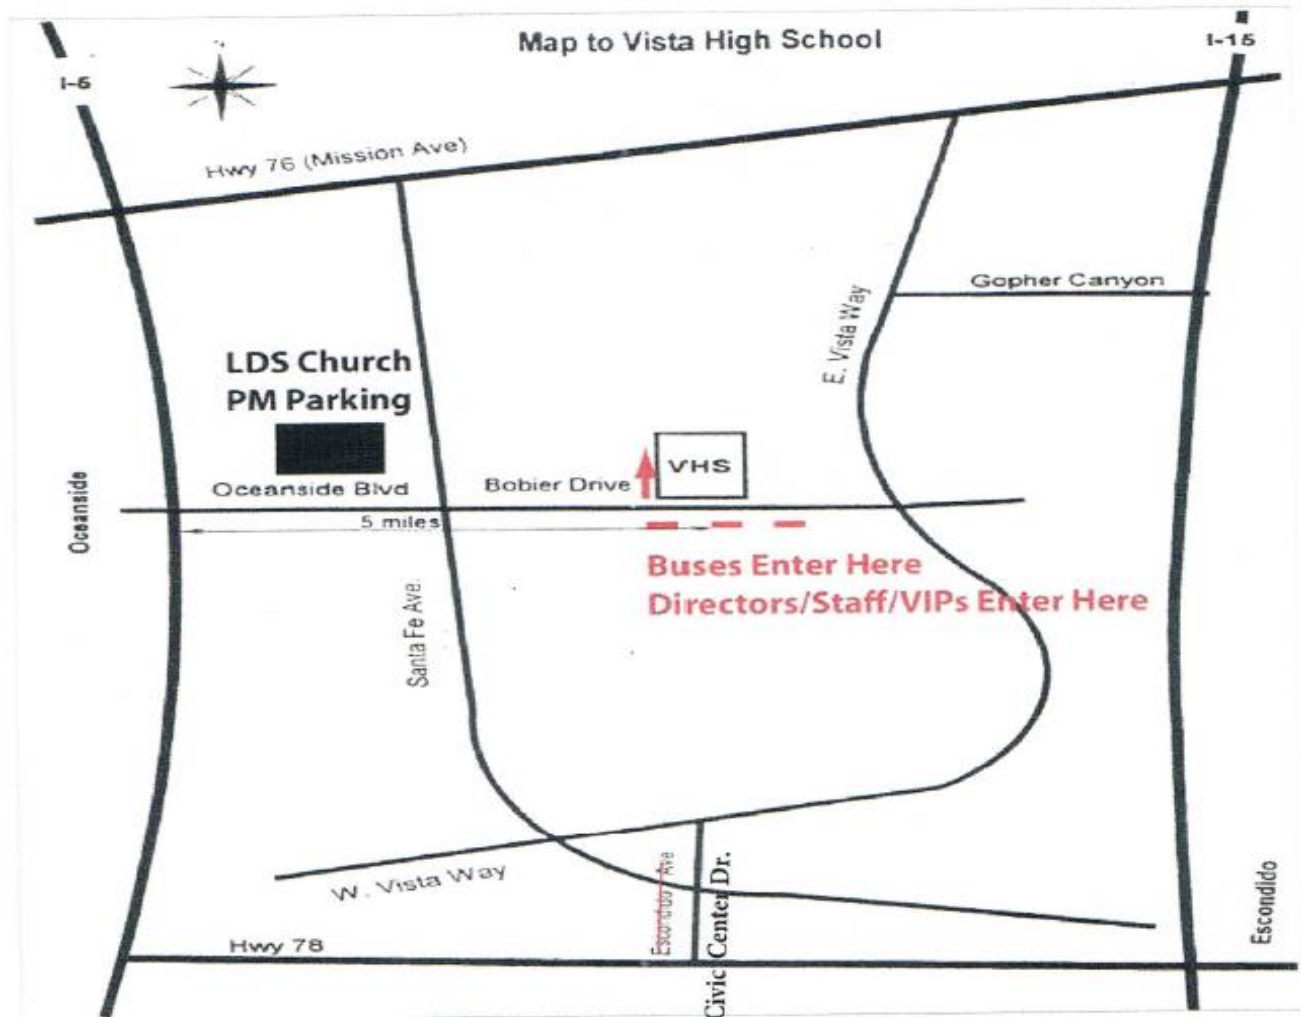 Map to Vista High School
I-5
I-15
Hwy 76 (Mission Ave)
Gopher Canyon
E. Vista Way
LDS Church
PM Parking
VHS
Oceanside Blvd
Bobier Drive
5 miles
Oceanside
Buses Enter Here
Directors/Staff/VIPs Enter Here
Santa Fe Ave.
W. Vista Way
Escondido Ave
Civic Center Dr.
Escondido
Hwy 78